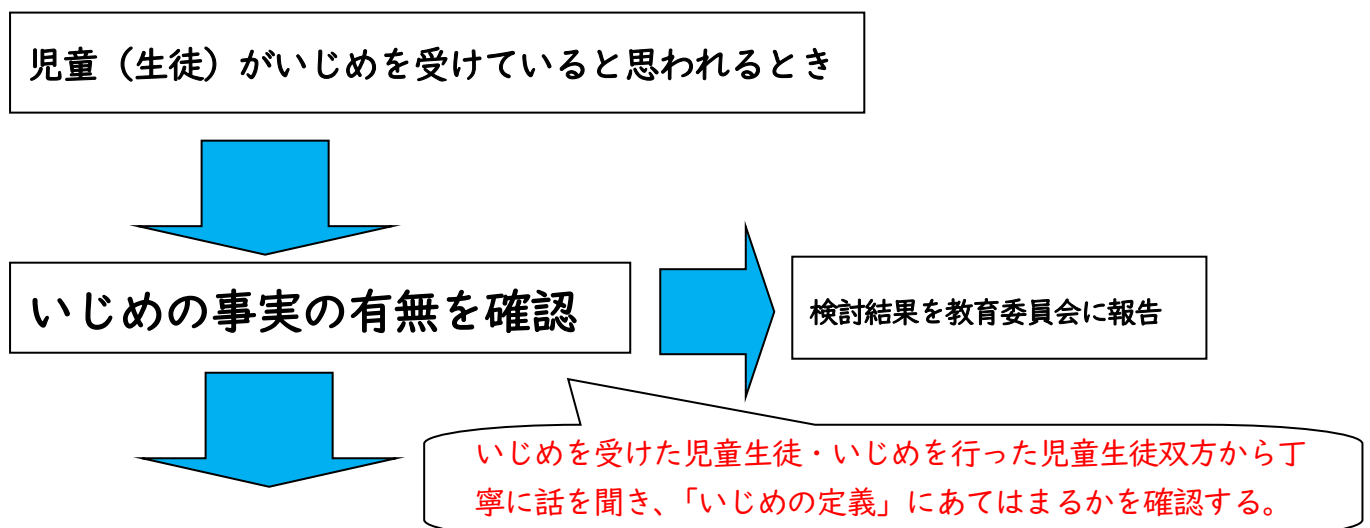 児童（生徒）がいじめを受けていると思われるとき
いじめの事実の有無を確認
検討結果を教育委員会に報告
いじめを受けた児童生徒・いじめを行った児童生徒双方から丁
寧に話を聞き、「いじめの定義」にあてはまるかを確認する。